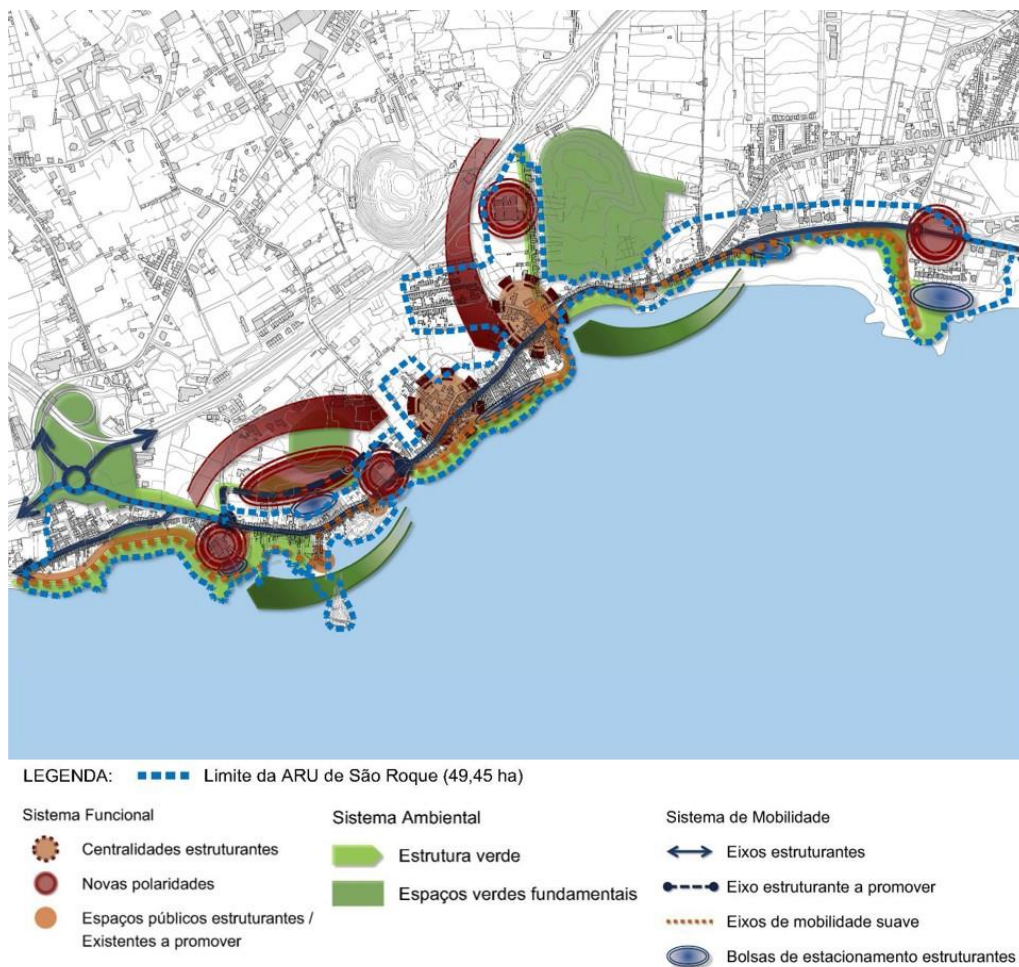 LEGENDA: Limite da ARU de São Roque (49,45 ha)
Sistema Funcional
Centralidades estruturantes
Novas polaridades
Espaços públicos estruturantes /
Existentes a promover
Sistema Ambiental
Estrutura verde
Espaços verdes fundamentais
Sistema de Mobilidade
Eixos estruturantes
Eixo estruturante a promover
Eixos de mobilidade suave
Bolsas de estacionamento estruturantes